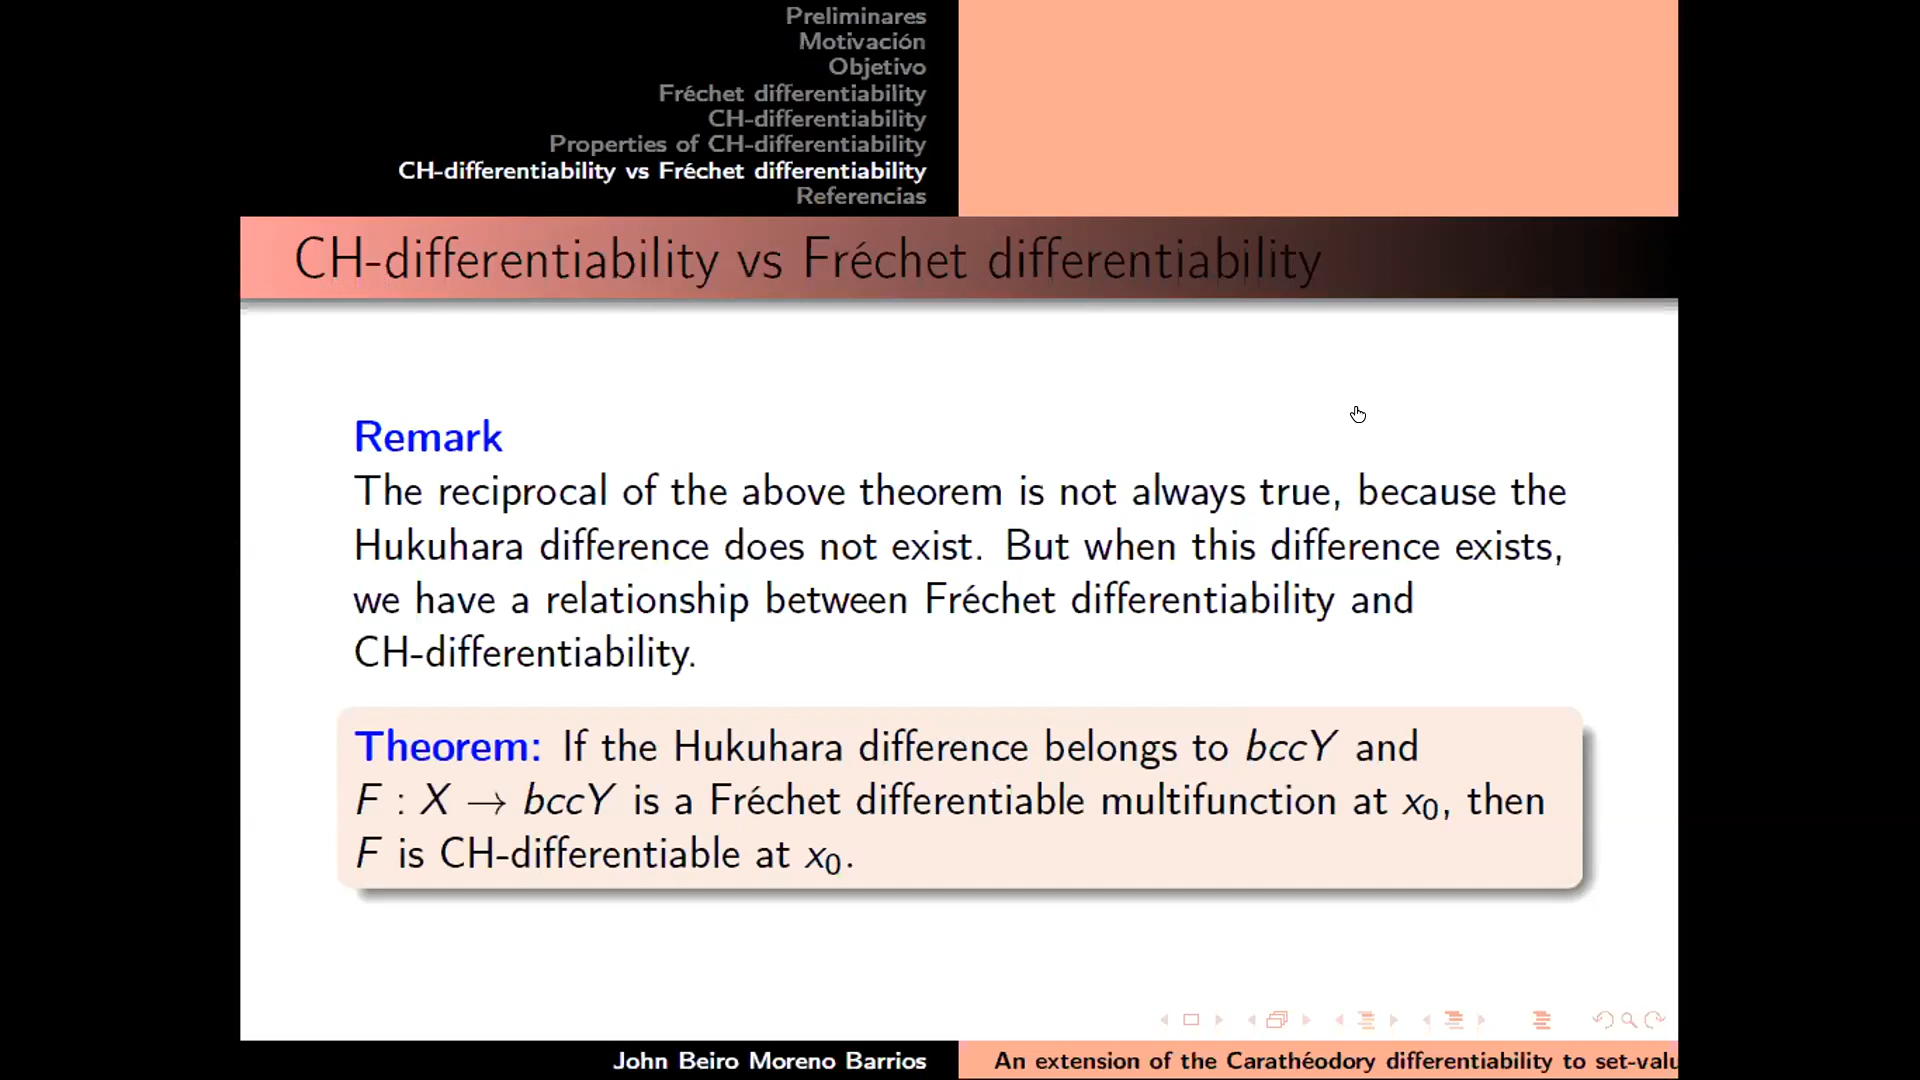 Preliminares
Motivación
Objetivo
Fréchet differentiability
CH-differentiability
Properties of CH-differentiability
CH-differentiability vs Fréchet differentiability
Referencias
CH-differentiability vs Fréchet differentiability
Remark
The reciprocal of the above theorem is not always true, because the
Hukuhara difference does not exist. But when this difference exists,
we have a relationship between Fréchet differentiability and
CH-differentiability.
Theorem: If the Hukuhara difference belongs to bccY and
F : X → bccY is a Fréchet differentiable multifunction at x₀, then
F is CH-differentiable at x₀.
John Beiro Moreno Barrios
An extension of the Carathéodory differentiability to set-valu